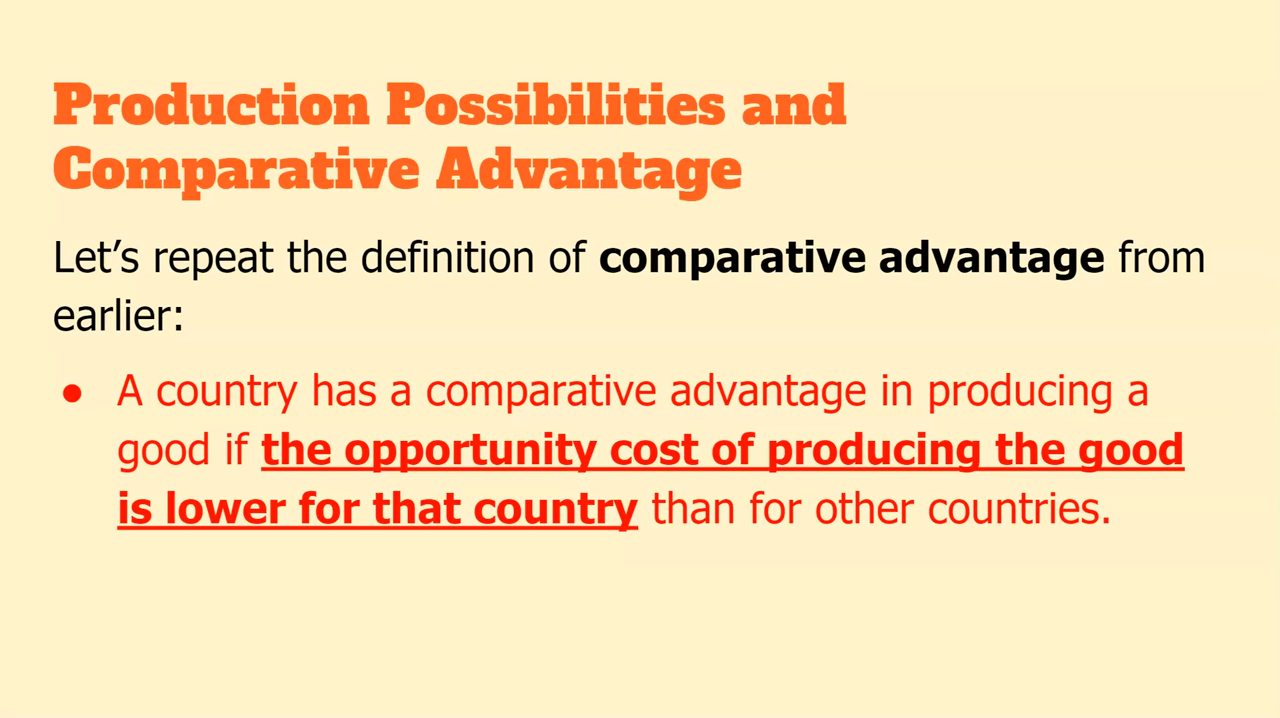 Production Possibilities and
Comparative Advantage
Let’s repeat the definition of comparative advantage from
earlier:
● A country has a comparative advantage in producing a
good if the opportunity cost of producing the good
is lower for that country than for other countries.